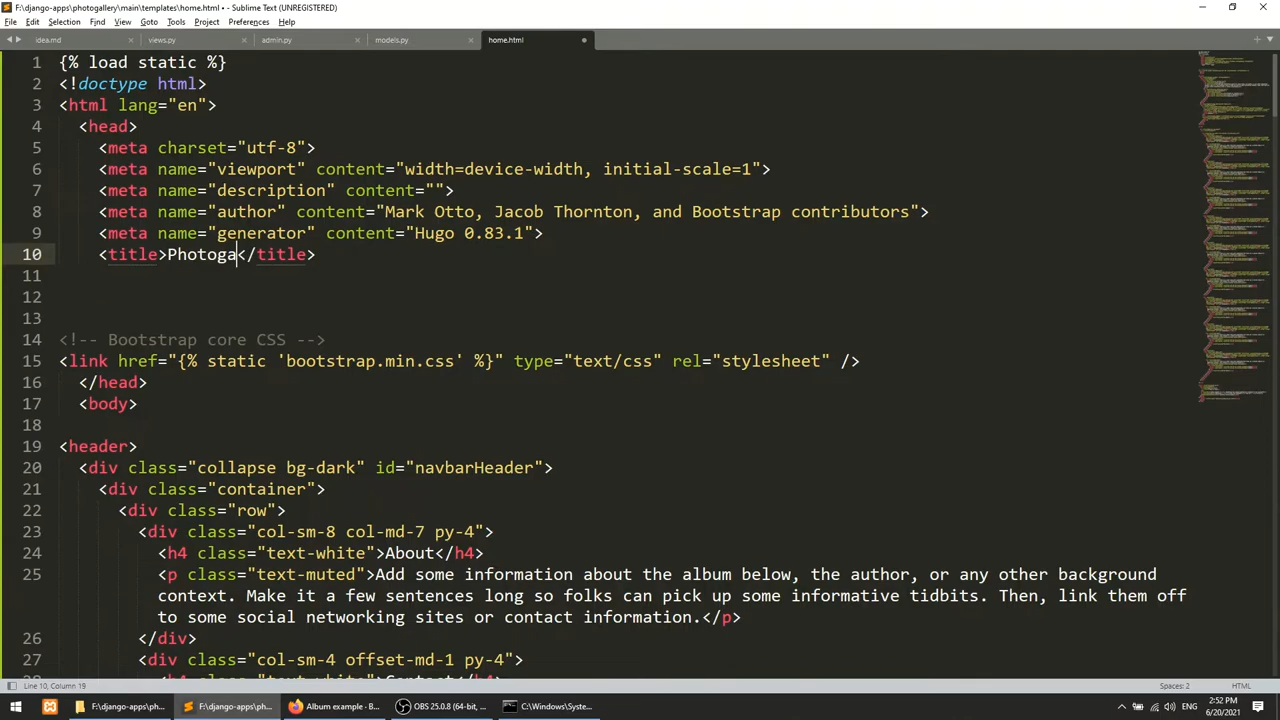 F:\django-apps\photogallery\main\templates\home.html • - Sublime Text (UNREGISTERED)
File Edit Selection Find View Goto Tools Project Preferences Help
idea.md views.py admin.py models.py home.html
1 {% load static %}
2 <!doctype html>
3 <html lang="en">
4 <head>
5 <meta charset="utf-8">
6 <meta name="viewport" content="width=device-width, initial-scale=1">
7 <meta name="description" content="">
8 <meta name="author" content="Mark Otto, Jacob Thornton, and Bootstrap contributors">
9 <meta name="generator" content="Hugo 0.83.1">
10 <title>Photoga</title>
11
12
13
14 <!-- Bootstrap core CSS -->
15 <link href="{% static 'bootstrap.min.css' %}" type="text/css" rel="stylesheet" />
16 </head>
17 <body>
18
19 <header>
20 <div class="collapse bg-dark" id="navbarHeader">
21 <div class="container">
22 <div class="row">
23 <div class="col-sm-8 col-md-7 py-4">
24 <h4 class="text-white">About</h4>
25 <p class="text-muted">Add some information about the album below, the author, or any other background
context. Make it a few sentences long so folks can pick up some informative tidbits. Then, link them off
to some social networking sites or contact information.</p>
26 </div>
27 <div class="col-sm-4 offset-md-1 py-4">
Line 10, Column 19 Spaces: 2 HTML
F:\django-apps\ph... F:\django-apps\ph... Album example - B... OBS 25.0.8 (64-bit, ... C:\Windows\System... 2:52 PM
6/20/2021